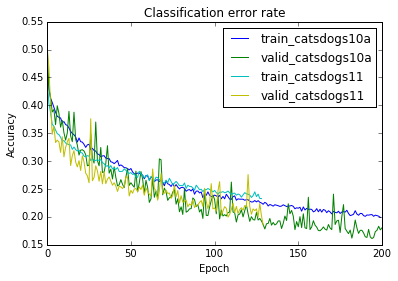 Classification error rate
0.55
0.50
0.45
0.40
0.35
0.30
0.25
0.20
0.15
Accuracy
train_catsdogs10a
valid_catsdogs10a
train_catsdogs11
valid_catsdogs11
0
50
100
150
200
Epoch